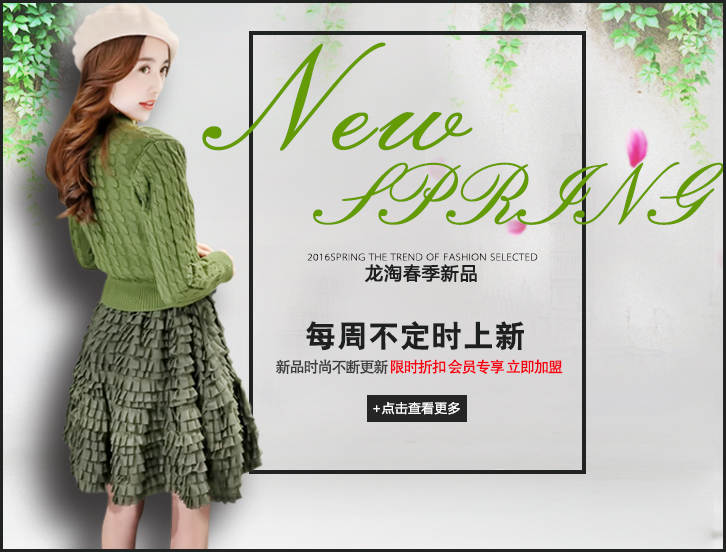 New
SPRING
2016SPRING THE TREND OF FASHION SELECTED
龙淘春季新品
每周不定时上新
新品时尚不断更新 限时折扣 会员专享 立即加盟
+点击查看更多